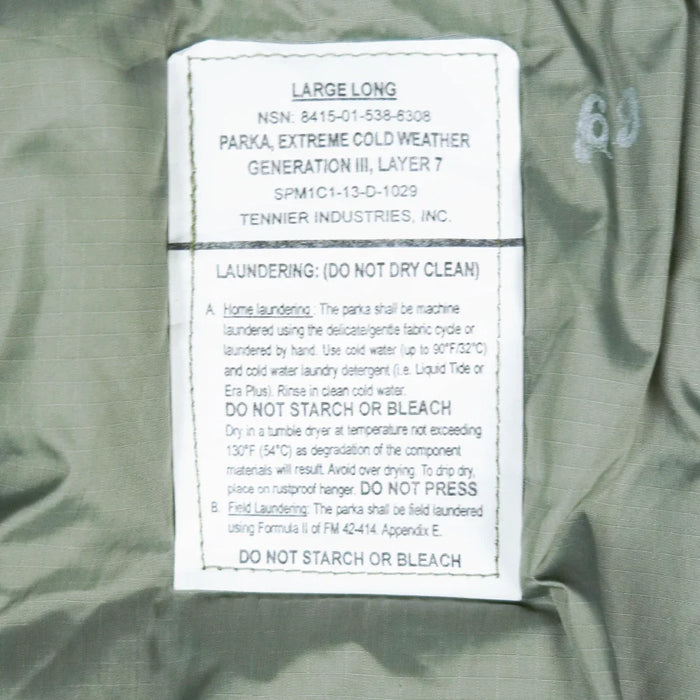 LARGE LONG
NSN: 8415-01-538-6308
PARKA, EXTREME COLD WEATHER
GENERATION III, LAYER 7
SPM1C1-13-D-1029
TENNIER INDUSTRIES, INC.
LAUNDERING: (DO NOT DRY CLEAN)
A. Home laundering: The parka shall be machine
laundered using the delicate/gentle fabric cycle or
laundered by hand. Use cold water (up to 90°F/32°C)
and cold water laundry detergent (i.e. Liquid Tide or
Era Plus). Rinse in clean cold water.
DO NOT STARCH OR BLEACH
Dry in a tumble dryer at temperature not exceeding
130°F (54°C) as degradation of the component
materials will result. Avoid over drying. To drip dry,
place on rustproof hanger. DO NOT PRESS
B. Field Laundering: The parka shall be field laundered
using Formula II of FM 42-414, Appendix E.
DO NOT STARCH OR BLEACH